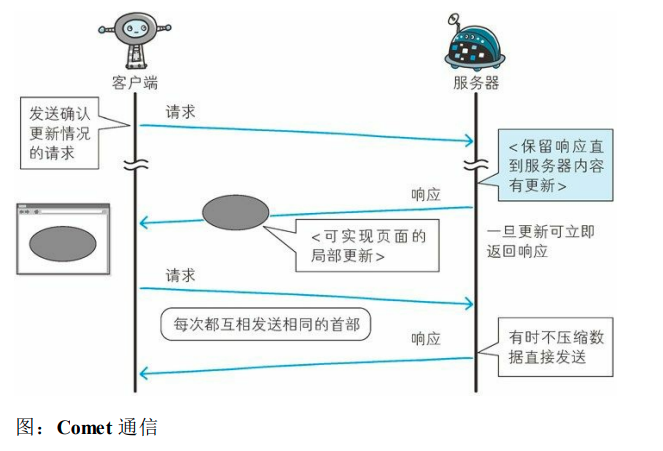 客户端
服务器
发送确认
更新情况
的请求
请求
<保留响应直
到服务器内容
有更新>
响应
<可实现页面的
局部更新>
一旦更新可立即
返回响应
请求
每次都互相发送相同的首部
响应
有时不压缩数
据直接发送
图：Comet 通信